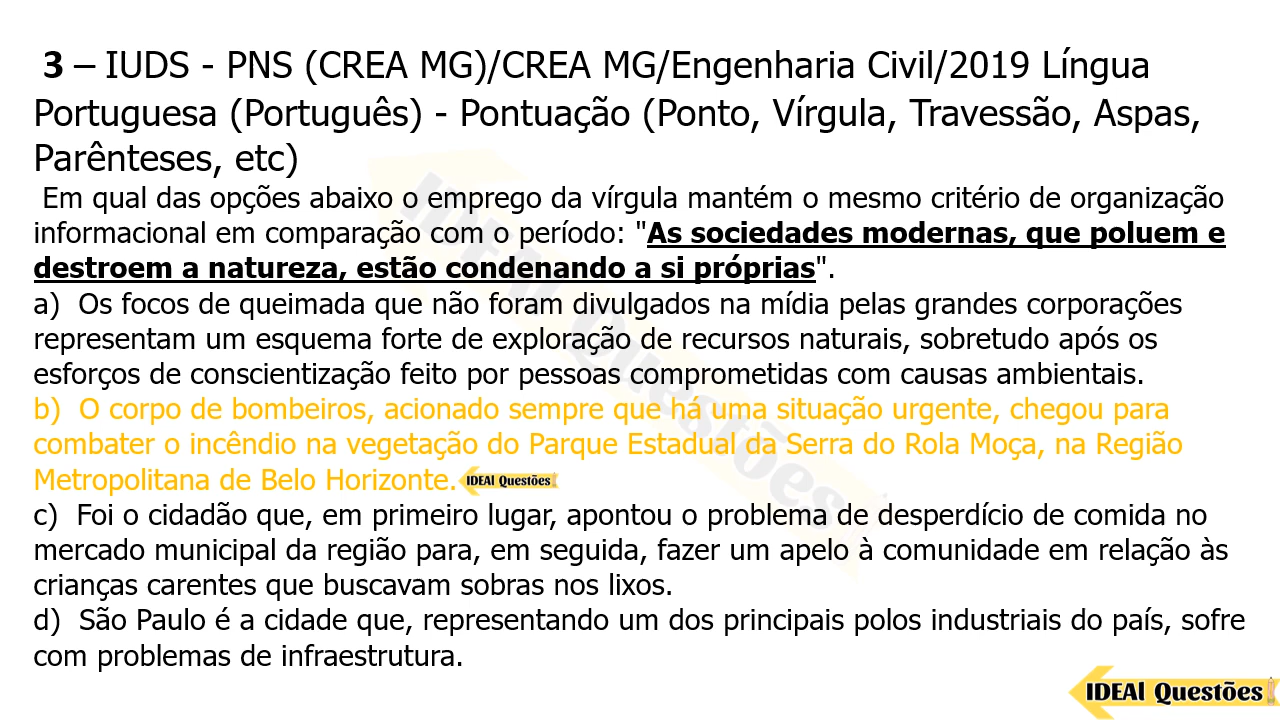 3 – IUDS - PNS (CREA MG)/CREA MG/Engenharia Civil/2019 Língua
Portuguesa (Português) - Pontuação (Ponto, Vírgula, Travessão, Aspas,
Parênteses, etc)
Em qual das opções abaixo o emprego da vírgula mantém o mesmo critério de organização
informacional em comparação com o período: "As sociedades modernas, que poluem e
destroem a natureza, estão condenando a si próprias".
a) Os focos de queimada que não foram divulgados na mídia pelas grandes corporações
representam um esquema forte de exploração de recursos naturais, sobretudo após os
esforços de conscientização feito por pessoas comprometidas com causas ambientais.
b) O corpo de bombeiros, acionado sempre que há uma situação urgente, chegou para
combater o incêndio na vegetação do Parque Estadual da Serra do Rola Moça, na Região
Metropolitana de Belo Horizonte. IDEAl Questões
c) Foi o cidadão que, em primeiro lugar, apontou o problema de desperdício de comida no
mercado municipal da região para, em seguida, fazer um apelo à comunidade em relação às
crianças carentes que buscavam sobras nos lixos.
d) São Paulo é a cidade que, representando um dos principais polos industriais do país, sofre
com problemas de infraestrutura.
IDEAl Questões
IDEAl Questões